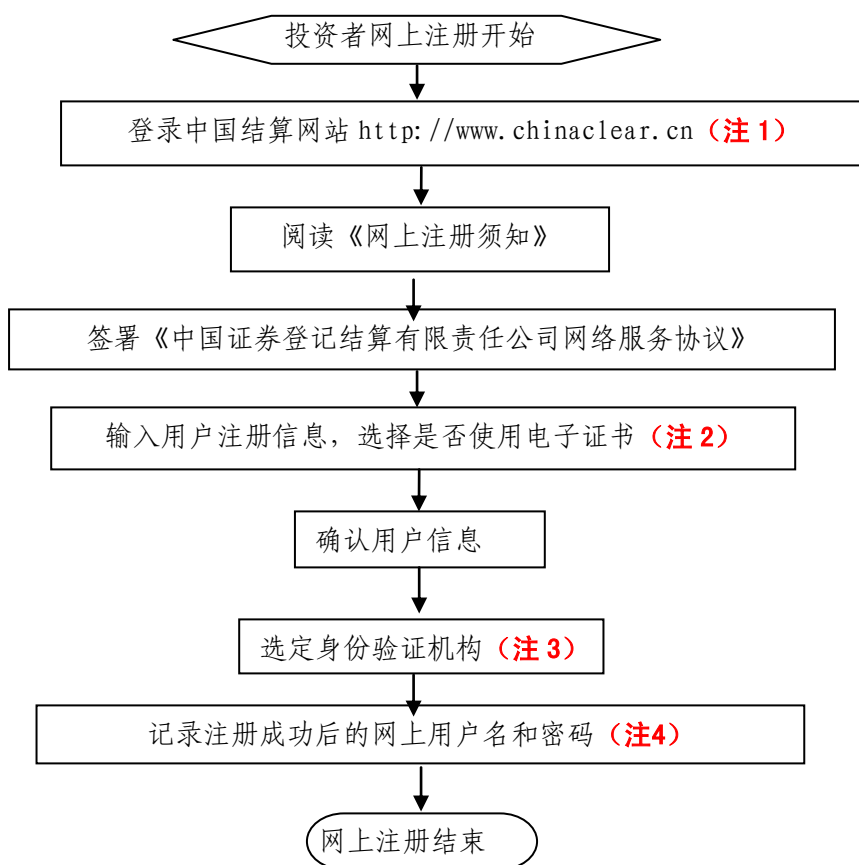 投资者网上注册开始
登录中国结算网站 http://www.chinaclear.cn（注 1）
阅读《网上注册须知》
签署《中国证券登记结算有限责任公司网络服务协议》
输入用户注册信息，选择是否使用电子证书（注 2）
确认用户信息
选定身份验证机构（注 3）
记录注册成功后的网上用户名和密码（注4）
网上注册结束